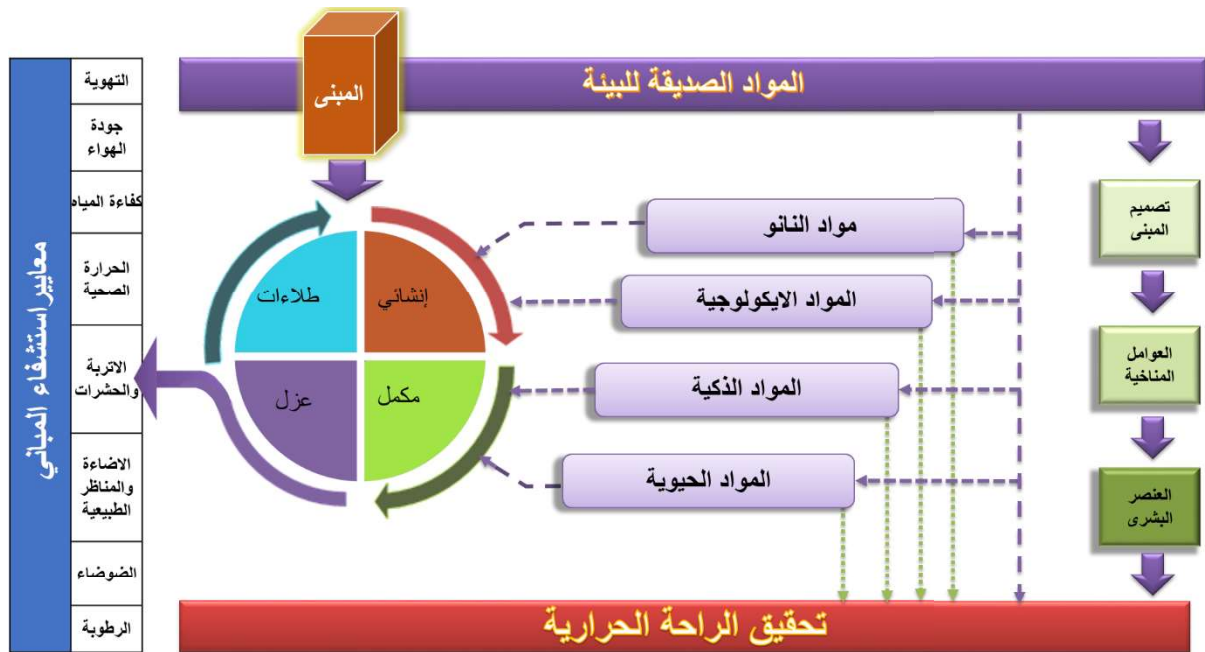 المواد الصديقة للبيئة
المبنى
تصميم
المبنى
العوامل
المناخية
العنصر
البشرى
مواد النانو
المواد الايكولوجية
المواد الذكية
المواد الحيوية
إنشائي
طلاءات
مكمل
عزل
التهوية
جودة
الهواء
كفاءة المياه
الحرارة
الصحية
الاتربة
والحشرات
الاضاءة
والمناظر
الطبيعية
الضوضاء
الرطوبة
معايير إستشفاء المباني
تحقيق الراحة الحرارية